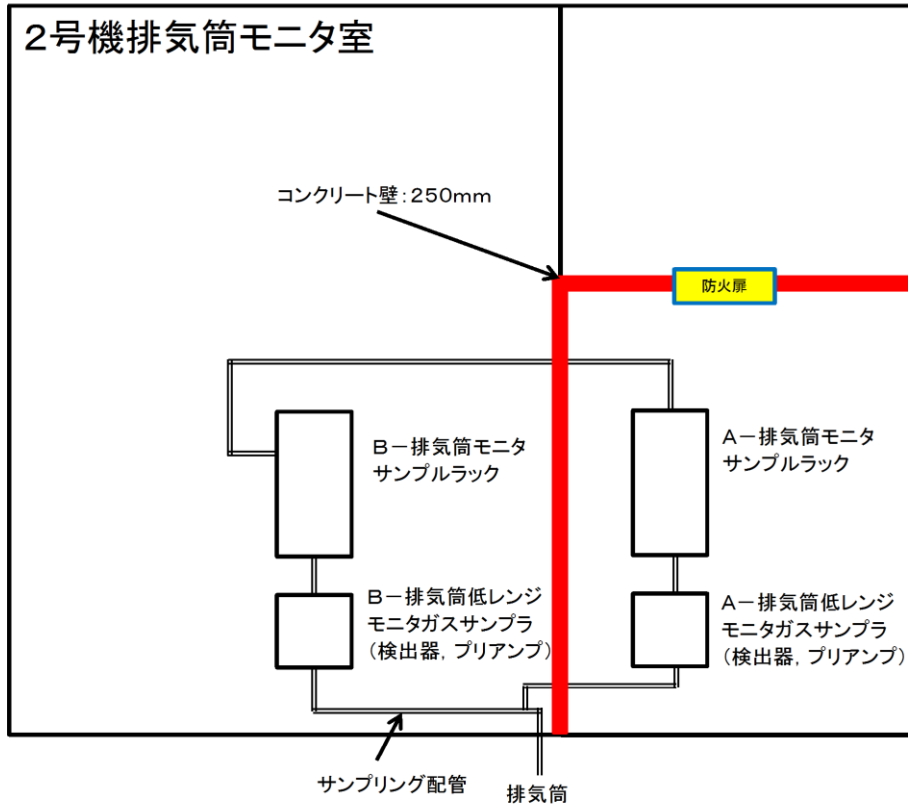 2号機排気筒モニタ室
コンクリート壁:250mm
防火扉
B-排気筒モニタ
サンプルラック
A-排気筒モニタ
サンプルラック
B-排気筒低レンジ
モニタガスサンプラ
(検出器, プリアンプ)
A-排気筒低レンジ
モニタガスサンプラ
(検出器, プリアンプ)
サンプリング配管
排気筒